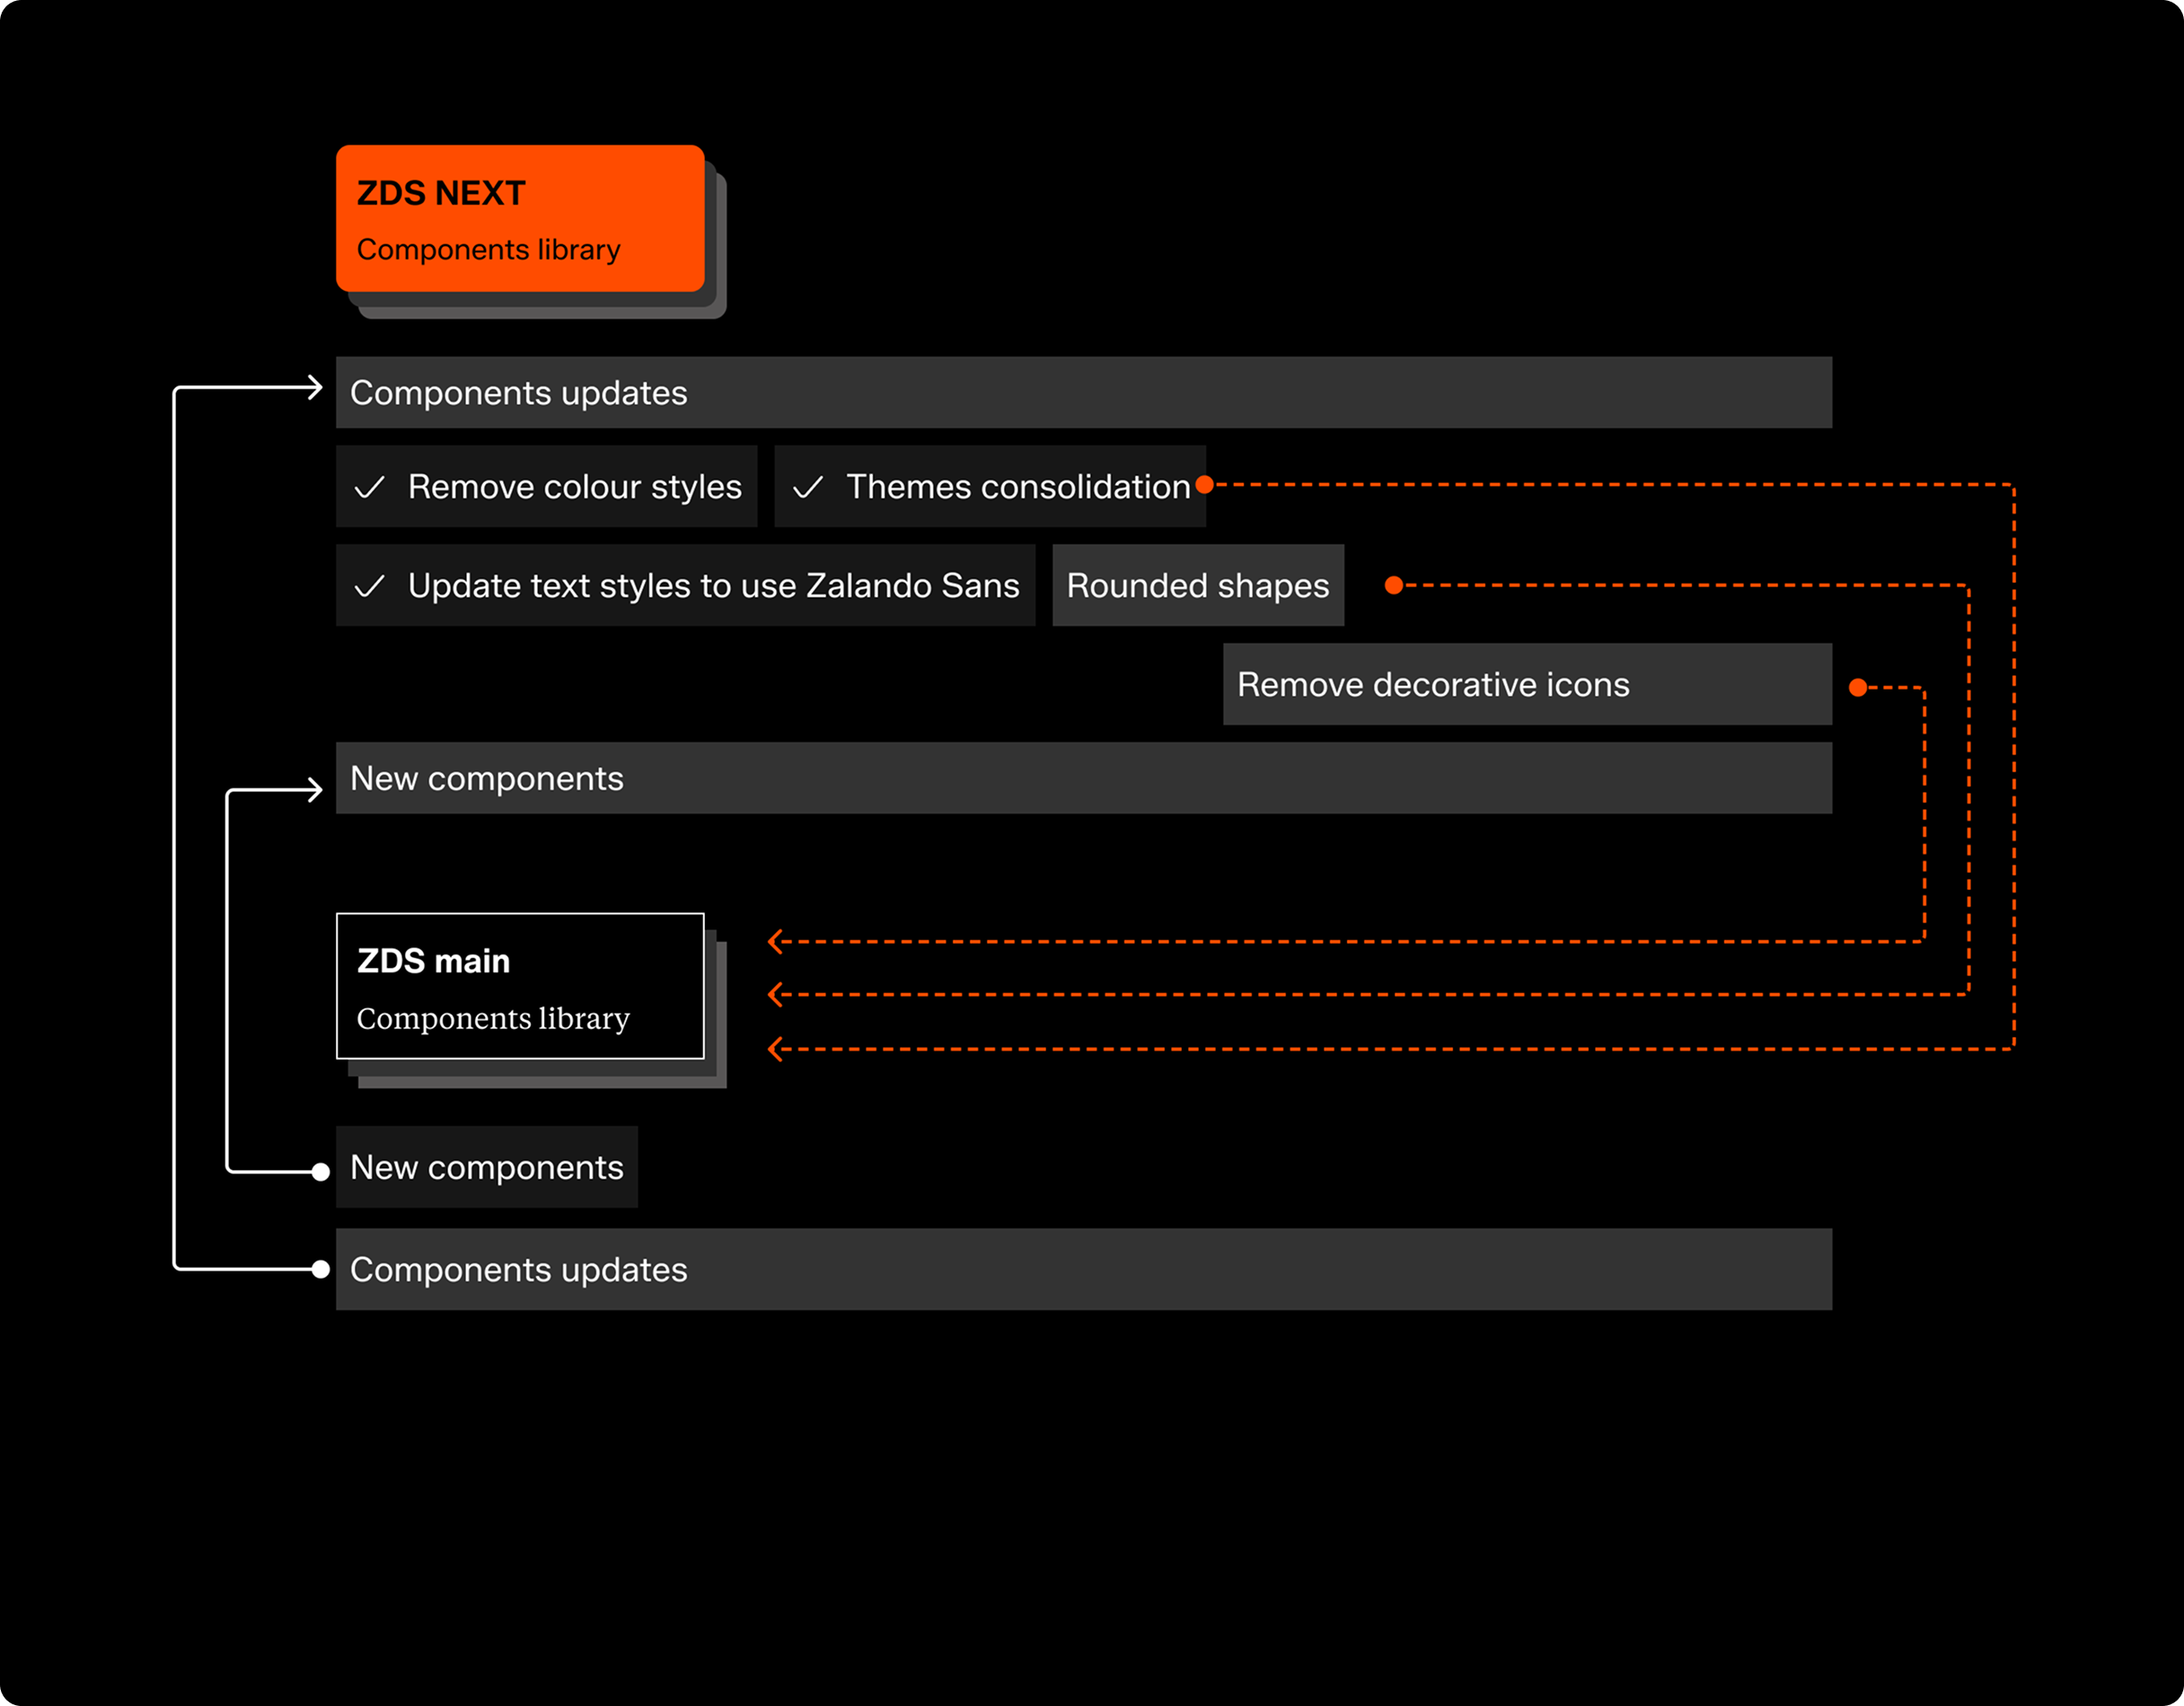 ZDS NEXT
Components library
Components updates
Remove colour styles
Themes consolidation
Update text styles to use Zalando Sans
Rounded shapes
Remove decorative icons
New components
ZDS main
Components library
New components
Components updates